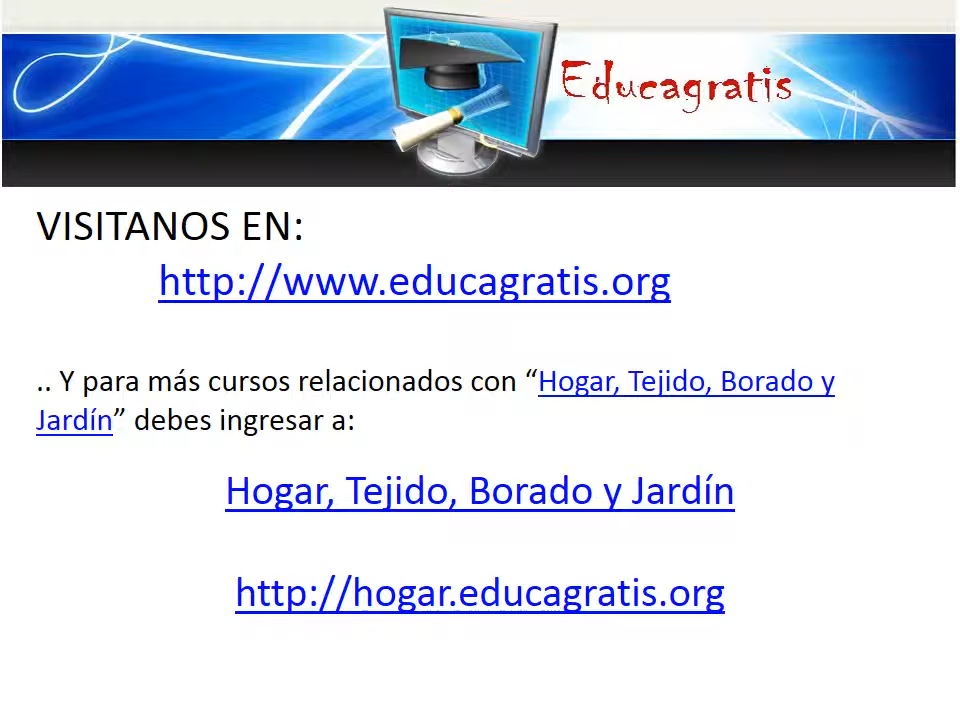 Educagratis
VISITANOS EN:
http://www.educagratis.org
.. Y para más cursos relacionados con “Hogar, Tejido, Borado y
Jardín” debes ingresar a:
Hogar, Tejido, Borado y Jardín
http://hogar.educagratis.org